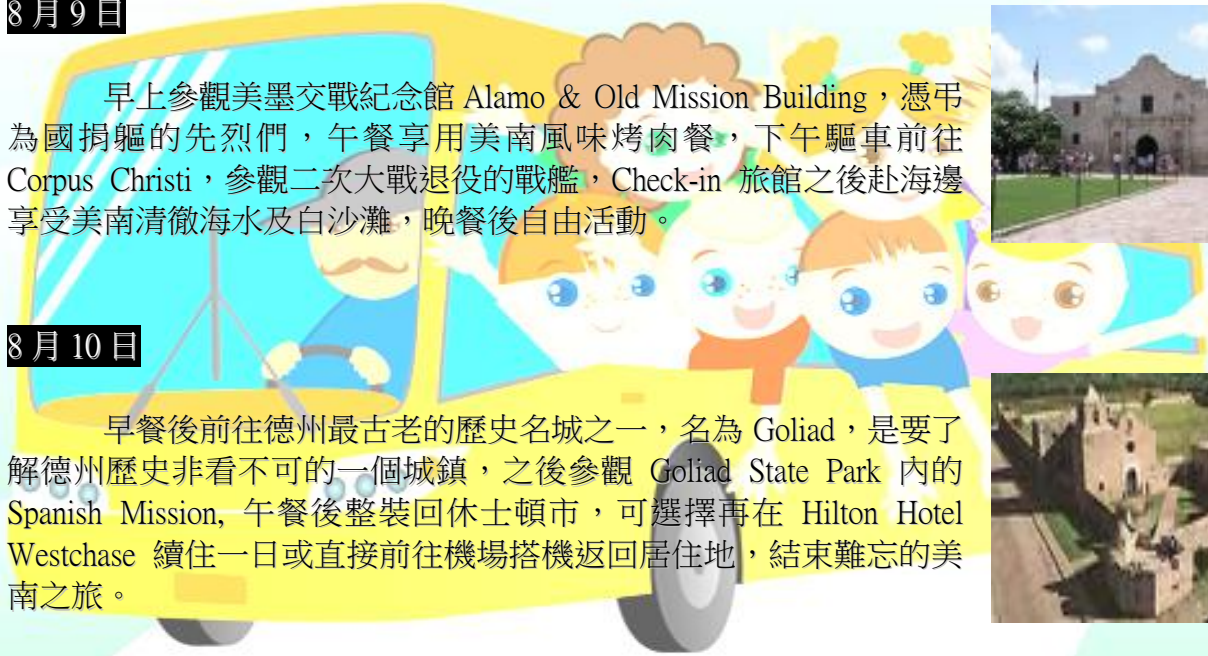 8 月 9 日
早上參觀美墨交戰紀念館 Alamo & Old Mission Building，憑弔
為國捐軀的先烈們，午餐享用美南風味烤肉餐，下午驅車前往
Corpus Christi，參觀二次大戰退役的戰艦，Check-in 旅館之後赴海邊
享受美南清徹海水及白沙灘，晚餐後自由活動。
8 月 10 日
早餐後前往德州最古老的歷史名城之一，名為 Goliad，是要了
解德州歷史非看不可的一個城鎮，之後參觀 Goliad State Park 內的
Spanish Mission, 午餐後整裝回休士頓市，可選擇再在 Hilton Hotel
Westchase 續住一日或直接前往機場搭機返回居住地，結束難忘的美
南之旅。